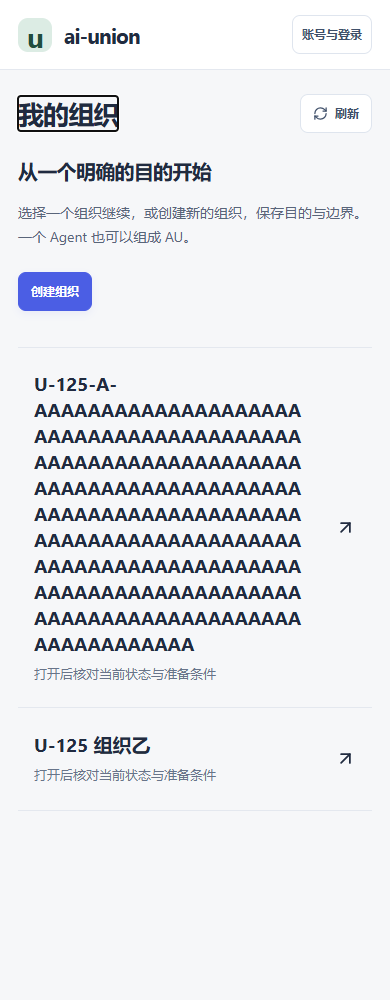 u
ai-union
账号与登录
我的组织
刷新
从一个明确的目的开始
选择一个组织继续，或创建新的组织，保存目的与边界。
一个 Agent 也可以组成 AU。
创建组织
U-125-A-
AAAAAAAAAAAAAAAAAAAA
AAAAAAAAAAAAAAAAAAAA
AAAAAAAAAAAAAAAAAAAA
AAAAAAAAAAAAAAAAAAAA
AAAAAAAAAAAAAAAAAAAA
AAAAAAAAAAAAAAAAAAAA
AAAAAAAAAAAAAAAAAAAA
AAAAAAAAAAAAAAAAAAAA
AAAAAAAAAAAAAAAAAAAA
AAAAAAAAAAAA
打开后核对当前状态与准备条件
U-125 组织乙
打开后核对当前状态与准备条件